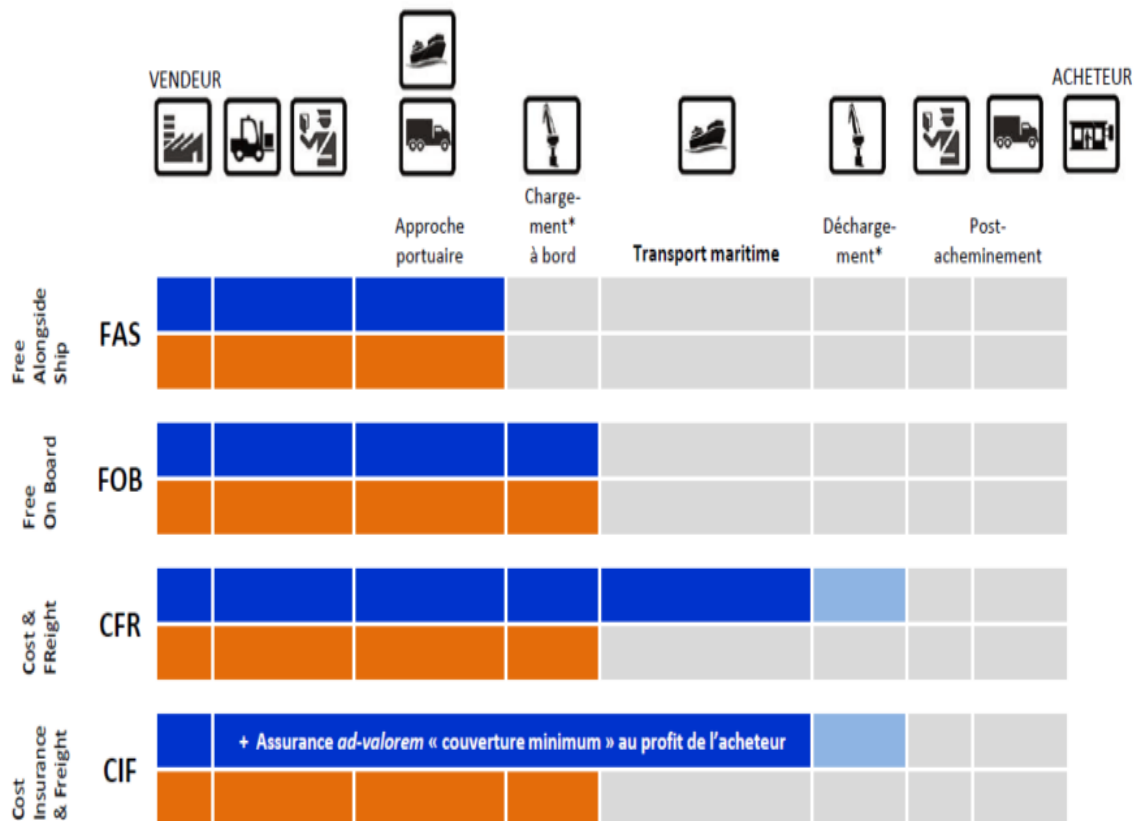 VENDEUR
ACHETEUR
Approche
portuaire
Charge-
ment*
à bord
Transport maritime
Décharge-
ment*
Post-
acheminement
Free
Alongside
Ship
FAS
Free
On Board
FOB
Cost &
FReight
CFR
Cost
Insurance
& Freight
CIF
+ Assurance ad-valorem « couverture minimum » au profit de l’acheteur